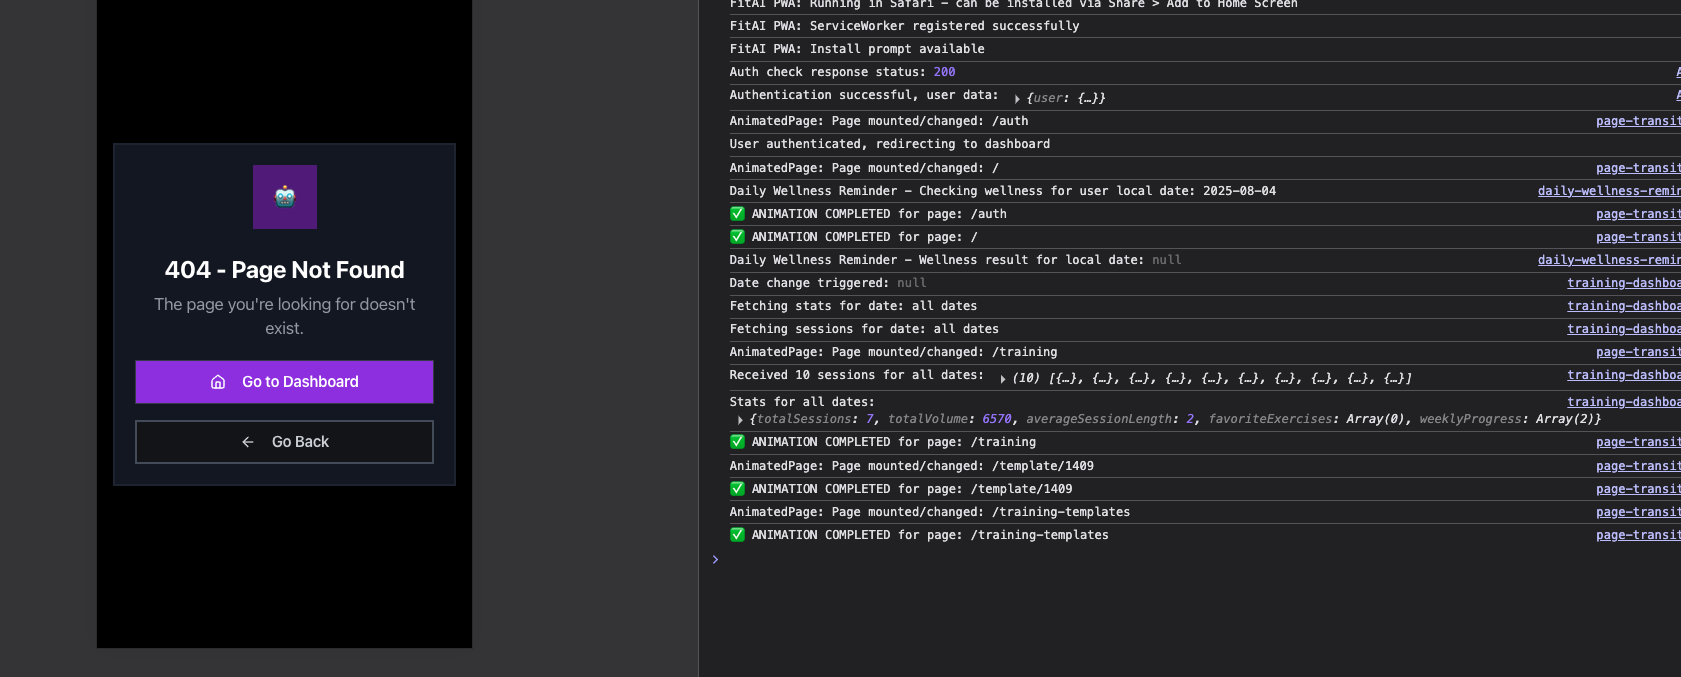 404 - Page Not Found
The page you're looking for doesn't
exist.
Go to Dashboard
Go Back
FitAI PWA: Running in Safari - can be installed via Share > Add to Home Screen
FitAI PWA: ServiceWorker registered successfully
FitAI PWA: Install prompt available
Auth check response status: 200
Authentication successful, user data: {user: {…}}
AnimatedPage: Page mounted/changed: /auth page-transit
User authenticated, redirecting to dashboard
AnimatedPage: Page mounted/changed: / page-transit
Daily Wellness Reminder - Checking wellness for user local date: 2025-08-04 daily-wellness-remin
✅ ANIMATION COMPLETED for page: /auth page-transit
✅ ANIMATION COMPLETED for page: / page-transit
Daily Wellness Reminder - Wellness result for local date: null daily-wellness-remin
Date change triggered: null training-dashboa
Fetching stats for date: all dates training-dashboa
Fetching sessions for date: all dates training-dashboa
AnimatedPage: Page mounted/changed: /training page-transit
Received 10 sessions for all dates: (10) [{…}, {…}, {…}, {…}, {…}, {…}, {…}, {…}, {…}, {…}] training-dashboa
Stats for all dates: training-dashboa
{totalSessions: 7, totalVolume: 6570, averageSessionLength: 2, favoriteExercises: Array(0), weeklyProgress: Array(2)}
✅ ANIMATION COMPLETED for page: /training page-transit
AnimatedPage: Page mounted/changed: /template/1409 page-transit
✅ ANIMATION COMPLETED for page: /template/1409 page-transit
AnimatedPage: Page mounted/changed: /training-templates page-transit
✅ ANIMATION COMPLETED for page: /training-templates page-transit